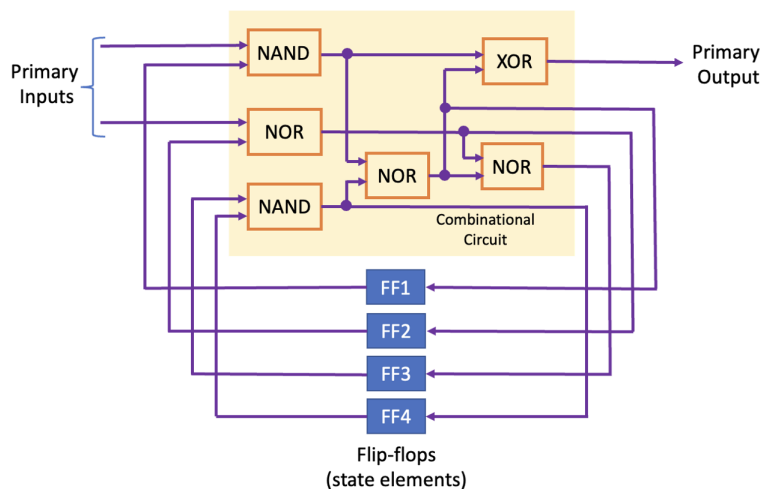 Primary
Inputs
NAND
XOR
Primary
Output
NOR
NOR
NOR
NAND
Combinational
Circuit
FF1
FF2
FF3
FF4
Flip-flops
(state elements)